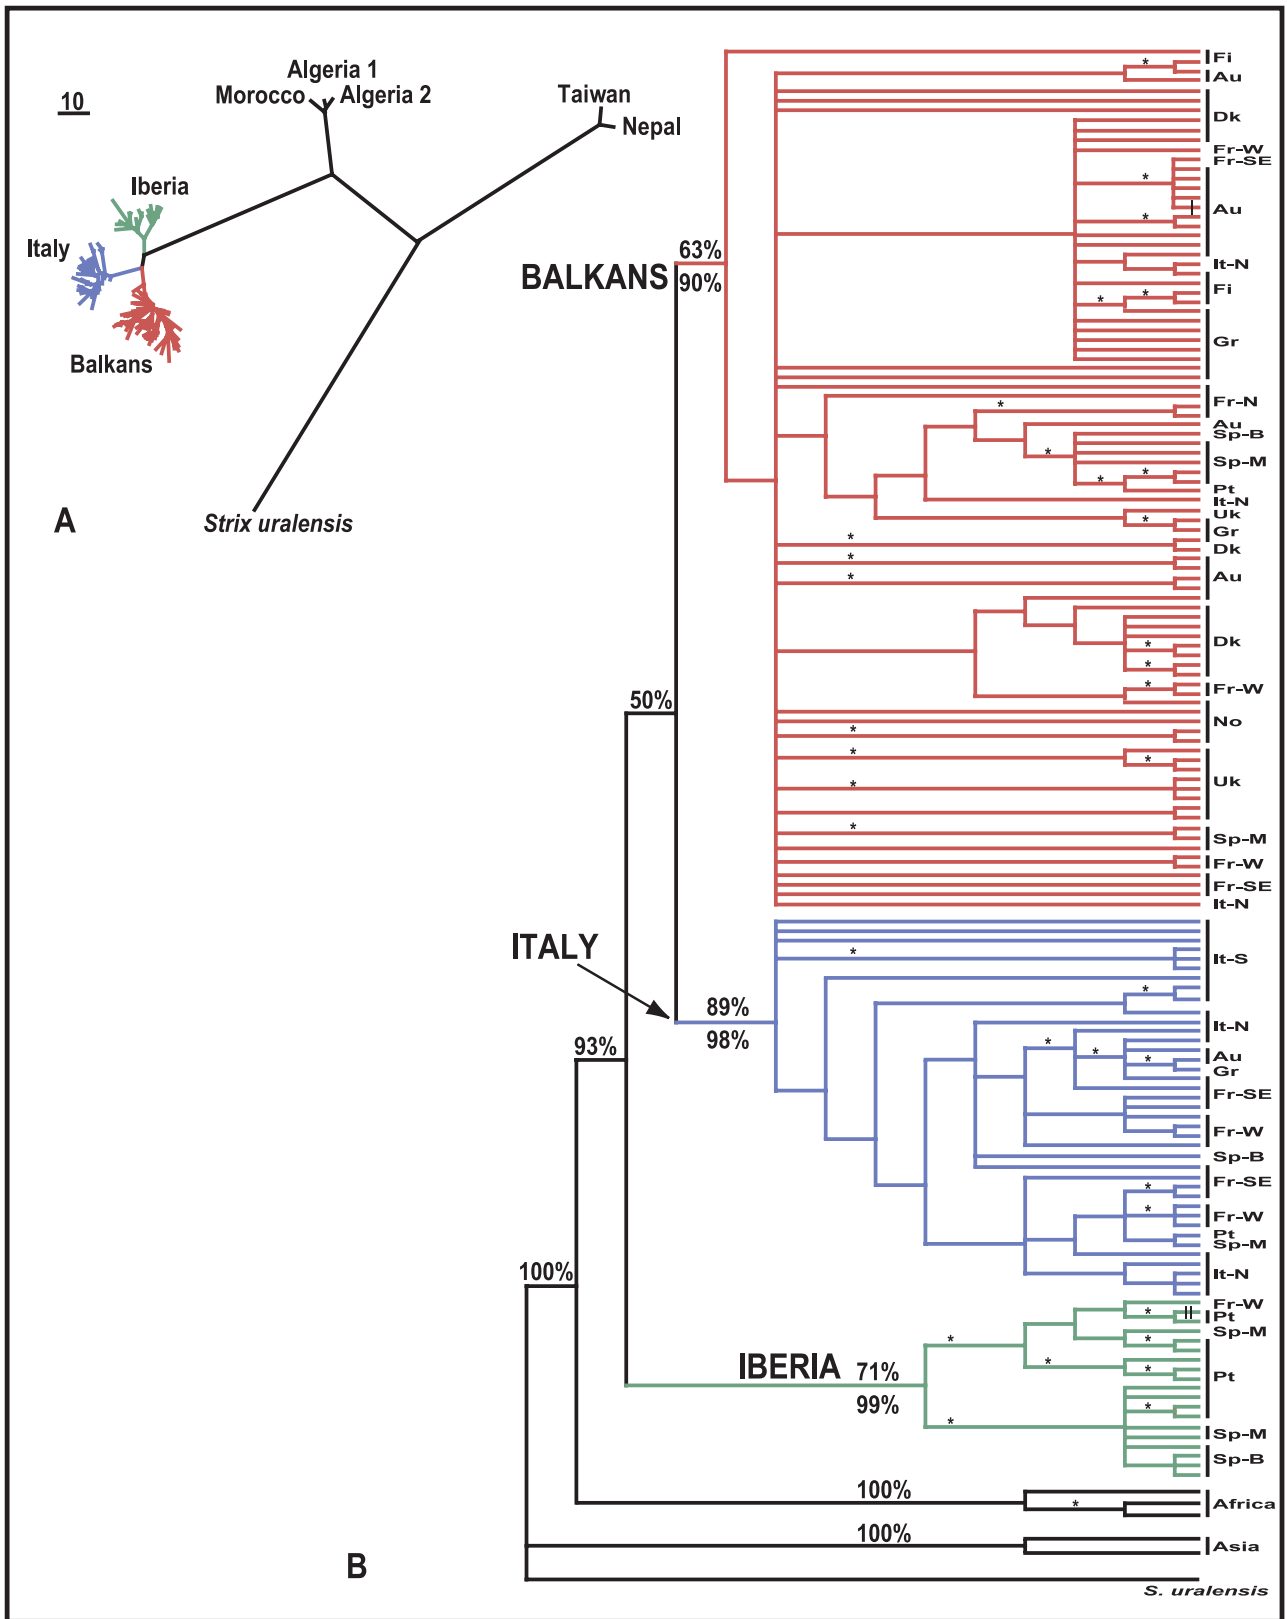 10
Algeria 1
Morocco
Algeria 2
Taiwan
Nepal
Iberia
Italy
Balkans
Strix uralensis
A
63%
BALKANS
90%
50%
ITALY
89%
98%
93%
100%
IBERIA
71%
99%
100%
100%
B
Fi
Au
Dk
Fr-W
Fr-SE
Au
It-N
Fi
Gr
Fr-N
Au
Sp-B
Sp-M
Pt
It-N
Uk
Gr
Dk
Au
Dk
Fr-W
No
Uk
Sp-M
Fr-W
Fr-SE
It-N
It-S
It-N
Au
Gr
Fr-SE
Fr-W
Sp-B
Fr-SE
Fr-W
Pt
Sp-M
It-N
Fr-W
Pt
Sp-M
Pt
Sp-M
Sp-B
Africa
Asia
S. uralensis